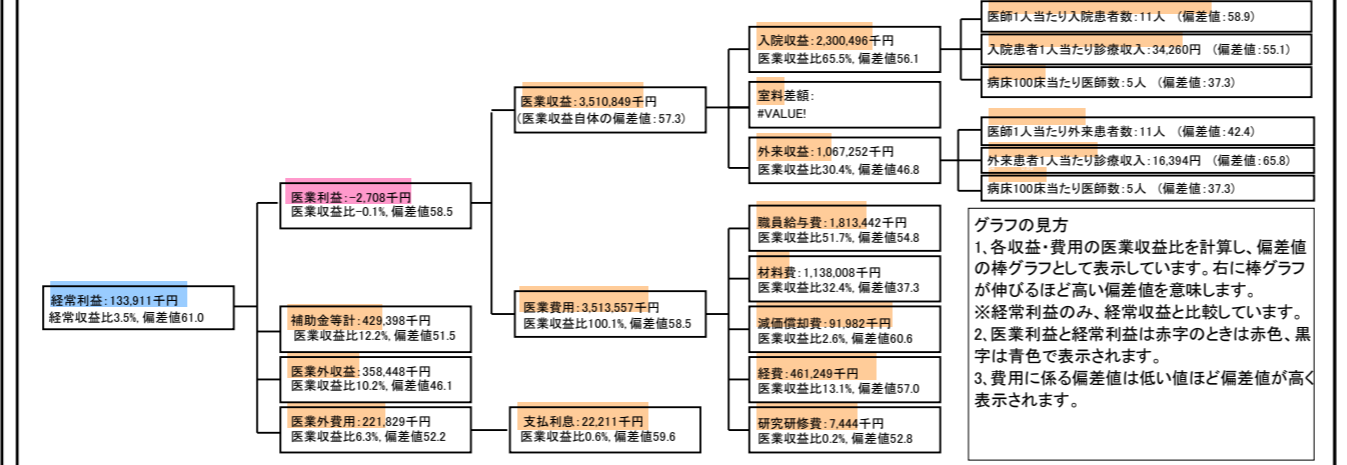 経常利益:133,911千円
経常収益比3.5%, 偏差値61.0
医業利益:-2,708千円
医業収益比-0.1%, 偏差値58.5
補助金等計:429,398千円
医業収益比12.2%, 偏差値51.5
医業外収益:358,448千円
医業収益比10.2%, 偏差値46.1
医業外費用:221,829千円
医業収益比6.3%, 偏差値52.2
医業収益:3,510,849千円
(医業収益自体の偏差値:57.3)
医業費用:3,513,557千円
医業収益比100.1%, 偏差値58.5
支払利息:22,211千円
医業収益比0.6%, 偏差値59.6
入院収益:2,300,496千円
医業収益比65.5%, 偏差値56.1
室料差額:
#VALUE!
外来収益:1,067,252千円
医業収益比30.4%, 偏差値46.8
職員給与費:1,813,442千円
医業収益比51.7%, 偏差値54.8
材料費:1,138,008千円
医業収益比32.4%, 偏差値37.3
減価償却費:91,982千円
医業収益比2.6%, 偏差値60.6
経費:461,249千円
医業収益比13.1%, 偏差値57.0
研究研修費:7,444千円
医業収益比0.2%, 偏差値52.8
医師1人当たり入院患者数:11人 (偏差値:58.9)
入院患者1人当たり診療収入:34,260円 (偏差値:55.1)
病床100床当たり医師数:5人 (偏差値:37.3)
医師1人当たり外来患者数:11人 (偏差値:42.4)
外来患者1人当たり診療収入:16,394円 (偏差値:65.8)
病床100床当たり医師数:5人 (偏差値:37.3)
グラフの見方
1、各収益・費用の医業収益比を計算し、偏差値
の棒グラフとして表示しています。右に棒グラフ
が伸びるほど高い偏差値を意味します。
※経常利益のみ、経常収益と比較しています。
2、医業利益と経常利益は赤字のときは赤色、黒
字は青色で表示されます。
3、費用に係る偏差値は低い値ほど偏差値が高く
表示されます。